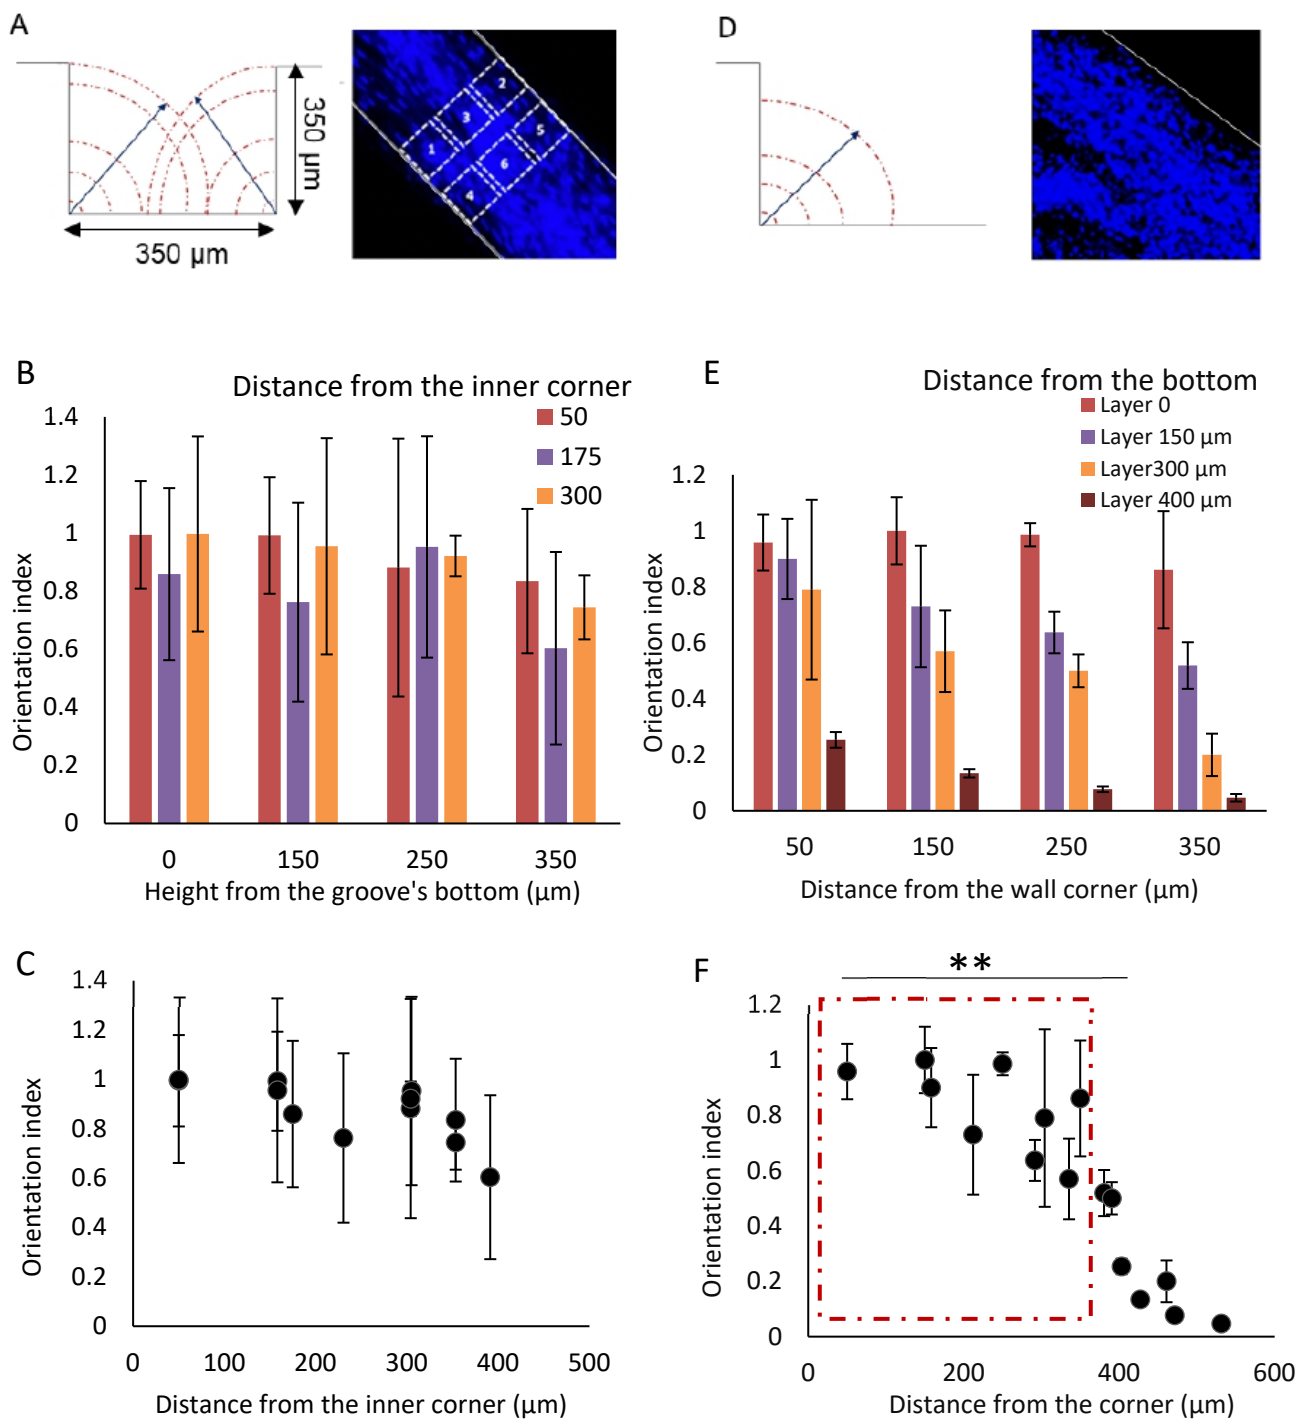 A
350 µm
350 µm
2
3
5
1
6
4
D
B
Distance from the inner corner
50
175
300
1.4
1.2
1
0.8
0.6
0.4
0.2
0
Orientation index
0 150 250 350
Height from the groove's bottom (µm)
E
Distance from the bottom
Layer 0
Layer 150 µm
Layer300 µm
Layer 400 µm
1.2
1
0.8
0.6
0.4
0.2
0
Orientation index
50 150 250 350
Distance from the wall corner (µm)
C
1.4
1.2
1
0.8
0.6
0.4
0.2
0
Orientation index
0 100 200 300 400 500
Distance from the inner corner (µm)
F
**
1.2
1
0.8
0.6
0.4
0.2
0
Orientation index
0 200 400 600
Distance from the corner (µm)